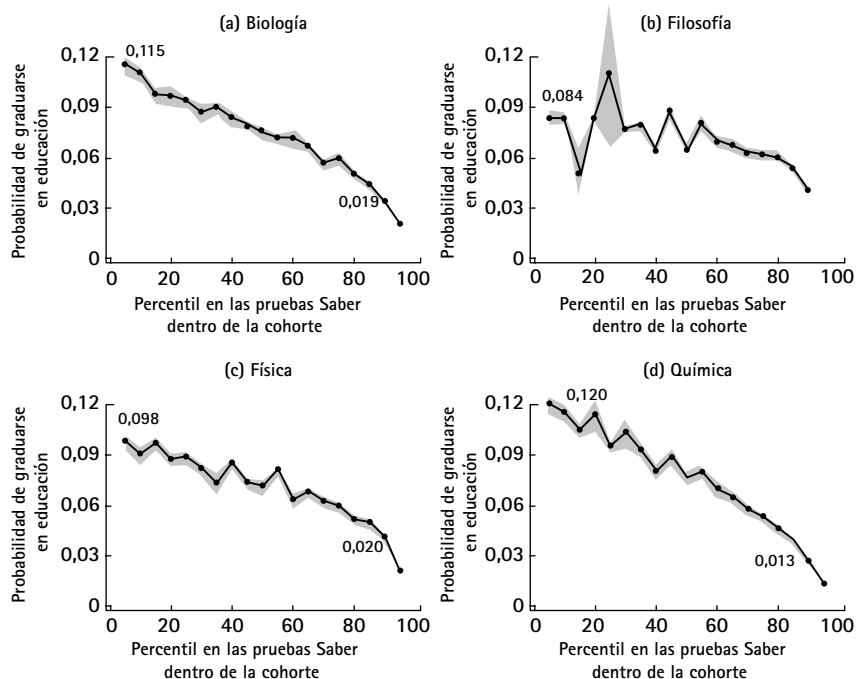 (a) Biología
Probabilidad de graduarse
en educación
0,12
0,09
0,06
0,03
0
0,115
0,019
0 20 40 60 80 100
Percentil en las pruebas Saber
dentro de la cohorte
(b) Filosofía
Probabilidad de graduarse
en educación
0,12
0,09
0,06
0,03
0
0,084
0 20 40 60 80 100
Percentil en las pruebas Saber
dentro de la cohorte
(c) Física
Probabilidad de graduarse
en educación
0,12
0,09
0,06
0,03
0
0,098
0,020
0 20 40 60 80 100
Percentil en las pruebas Saber
dentro de la cohorte
(d) Química
Probabilidad de graduarse
en educación
0,12
0,09
0,06
0,03
0
0,120
0,013
0 20 40 60 80 100
Percentil en las pruebas Saber
dentro de la cohorte